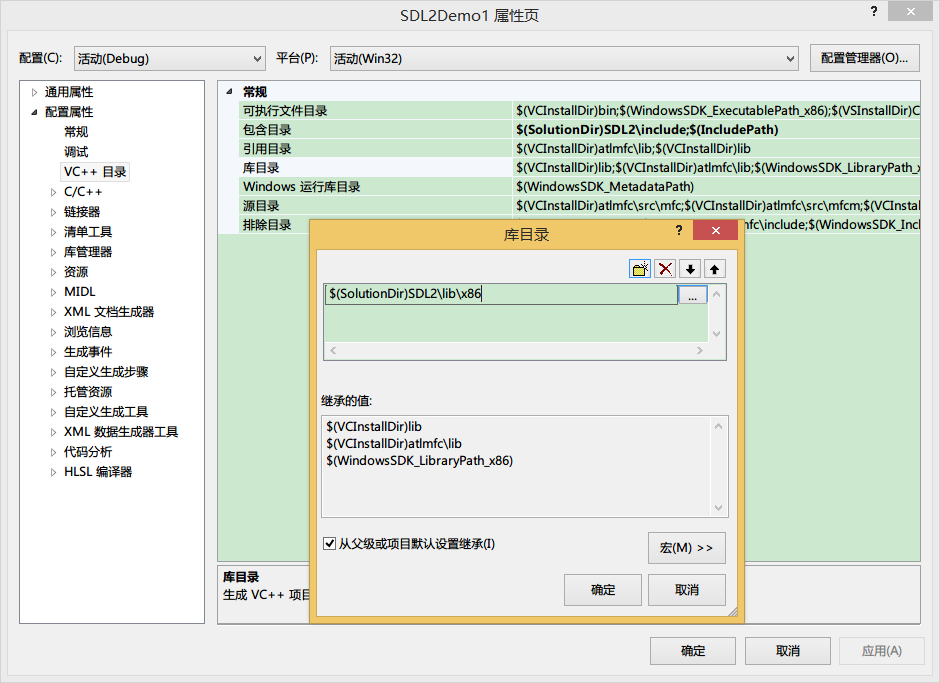 SDL2Demo1 属性页
?
配置(C): 活动(Debug) 平台(P): 活动(Win32) 配置管理器(O)...
通用属性
配置属性
常规
调试
VC++ 目录
C/C++
链接器
清单工具
库管理器
资源
MIDL
XML 文档生成器
浏览信息
生成事件
自定义生成步骤
托管资源
自定义生成工具
XML 数据生成器工具
代码分析
HLSL 编译器
常规
可执行文件目录 $(VCInstallDir)bin;$(WindowsSDK_ExecutablePath_x86);$(VSInstallDir)C
包含目录 $(SolutionDir)SDL2\include;$(IncludePath)
引用目录 $(VCInstallDir)atlmfc\lib;$(VCInstallDir)lib
库目录 $(VCInstallDir)lib;$(VCInstallDir)atlmfc\lib;$(WindowsSDK_LibraryPath_x
Windows 运行库目录 $(WindowsSDK_MetadataPath)
源目录 $(VCInstallDir)atlmfc\src\mfc;$(VCInstallDir)atlmfc\src\mfcm;$(VCInstal
排除目录 fc\include;$(WindowsSDK_Incl
库目录
?
$(SolutionDir)SDL2\lib\x86
...
继承的值:
$(VCInstallDir)lib
$(VCInstallDir)atlmfc\lib
$(WindowsSDK_LibraryPath_x86)
从父级或项目默认设置继承(I)
宏(M) >>
确定 取消
库目录
生成 VC++ 项目
确定 取消 应用(A)